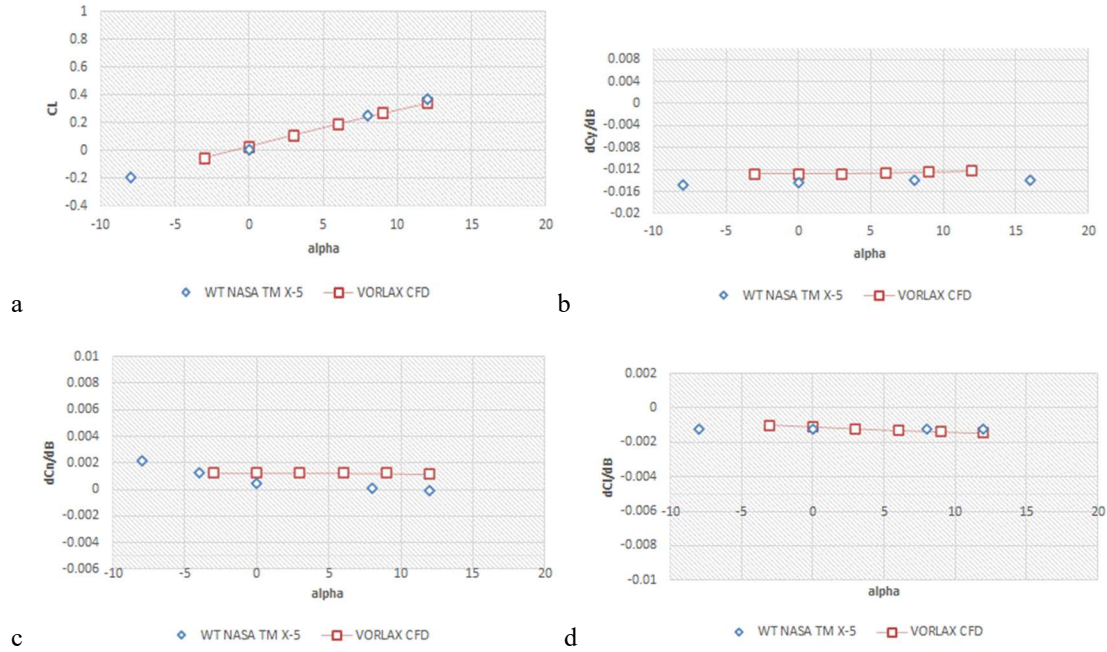 1
0.8
0.6
0.4
0.2
0
-0.2
-0.4
CL
-10 -5 0 5 10 15 20
alpha
WT NASA TM X-5 VORLAX CFD
a
0.008
0.004
0
-0.004
-0.008
-0.012
-0.016
-0.02
dCy/dB
-10 -5 0 5 10 15 20
alpha
WT NASA TM X-5 VORLAX CFD
b
0.01
0.008
0.006
0.004
0.002
0
-0.002
-0.004
-0.006
dCn/dB
-10 -5 0 5 10 15 20
alpha
WT NASA TM X-5 VORLAX CFD
c
0.002
0
-0.002
-0.004
-0.006
-0.008
-0.01
dCl/dB
-10 -5 0 5 10 15 20
alpha
WT NASA TM X-5 VORLAX CFD
d